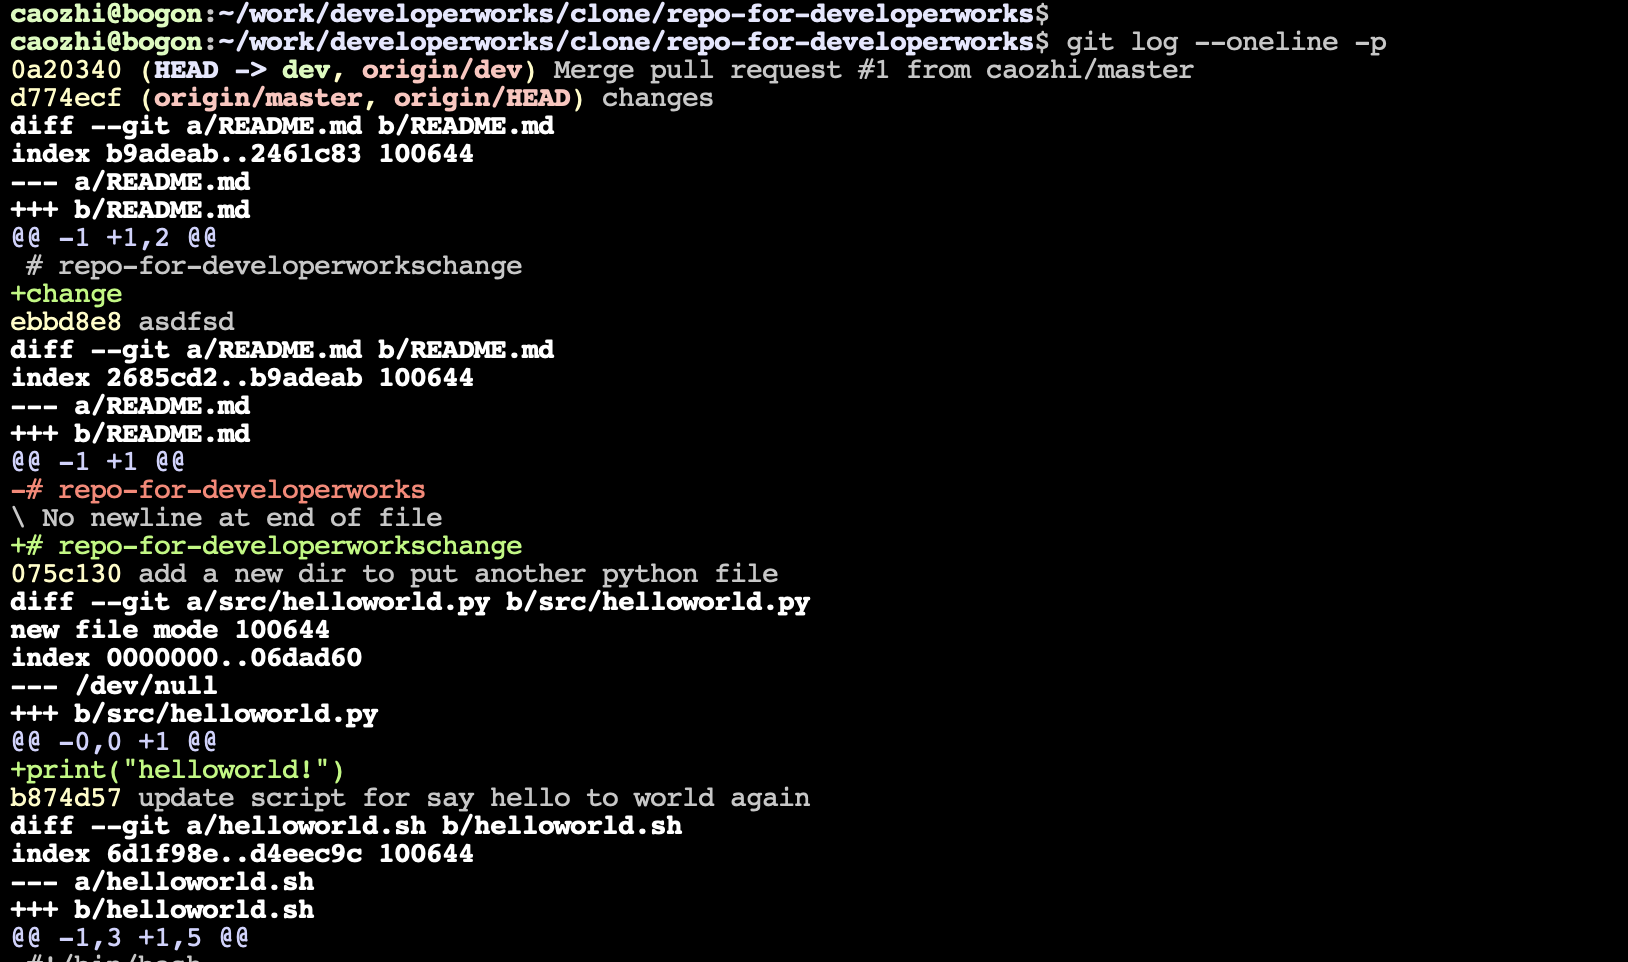 caozhi@bogon:~/work/developerworks/clone/repo-for-developerworks$
caozhi@bogon:~/work/developerworks/clone/repo-for-developerworks$ git log --oneline -p
0a20340 (HEAD -> dev, origin/dev) Merge pull request #1 from caozhi/master
d774ecf (origin/master, origin/HEAD) changes
diff --git a/README.md b/README.md
index b9adeab..2461c83 100644
--- a/README.md
+++ b/README.md
@@ -1 +1,2 @@
 # repo-for-developerworkschange
+change
ebbd8e8 asdfsd
diff --git a/README.md b/README.md
index 2685cd2..b9adeab 100644
--- a/README.md
+++ b/README.md
@@ -1 +1 @@
-# repo-for-developerworks
\ No newline at end of file
+# repo-for-developerworkschange
075c130 add a new dir to put another python file
diff --git a/src/helloworld.py b/src/helloworld.py
new file mode 100644
index 0000000..06dad60
--- /dev/null
+++ b/src/helloworld.py
@@ -0,0 +1 @@
+print("helloworld!")
b874d57 update script for say hello to world again
diff --git a/helloworld.sh b/helloworld.sh
index 6d1f98e..d4eec9c 100644
--- a/helloworld.sh
+++ b/helloworld.sh
@@ -1,3 +1,5 @@
 #!/bin/bash